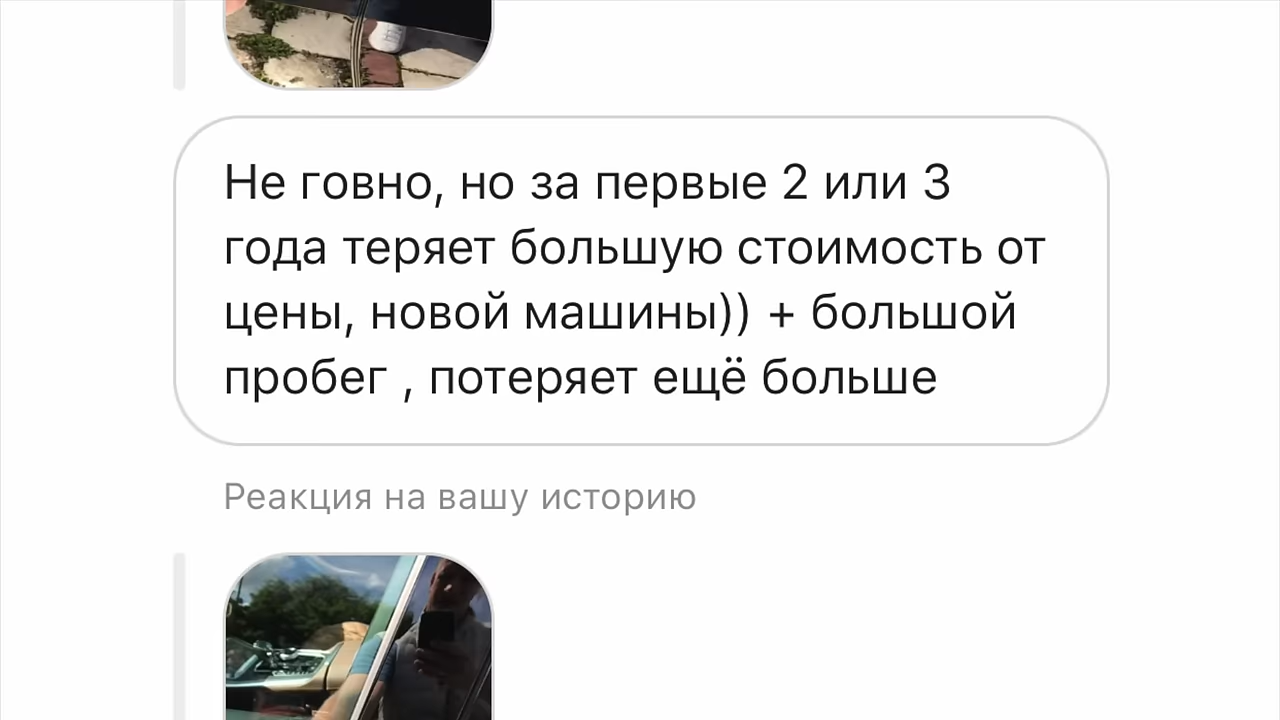 Не говно, но за первые 2 или 3
года теряет большую стоимость от
цены, новой машины)) + большой
пробег , потеряет ещё больше
Реакция на вашу историю